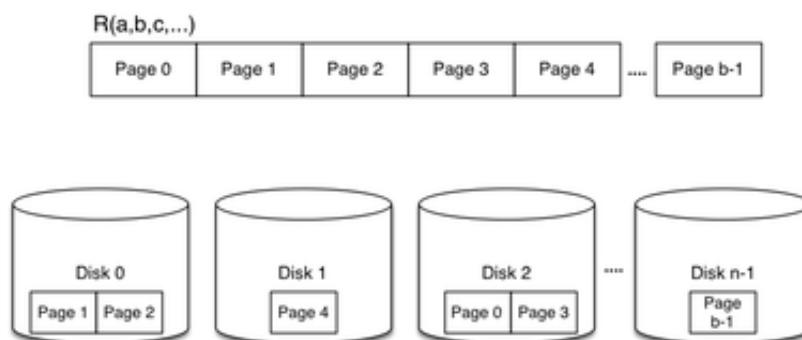 R(a,b,c,...)
Page 0 Page 1 Page 2 Page 3 Page 4 .... Page b-1
Disk 0 Disk 1 Disk 2 .... Disk n-1
Page 1 Page 2 Page 4 Page 0 Page 3 Page
b-1